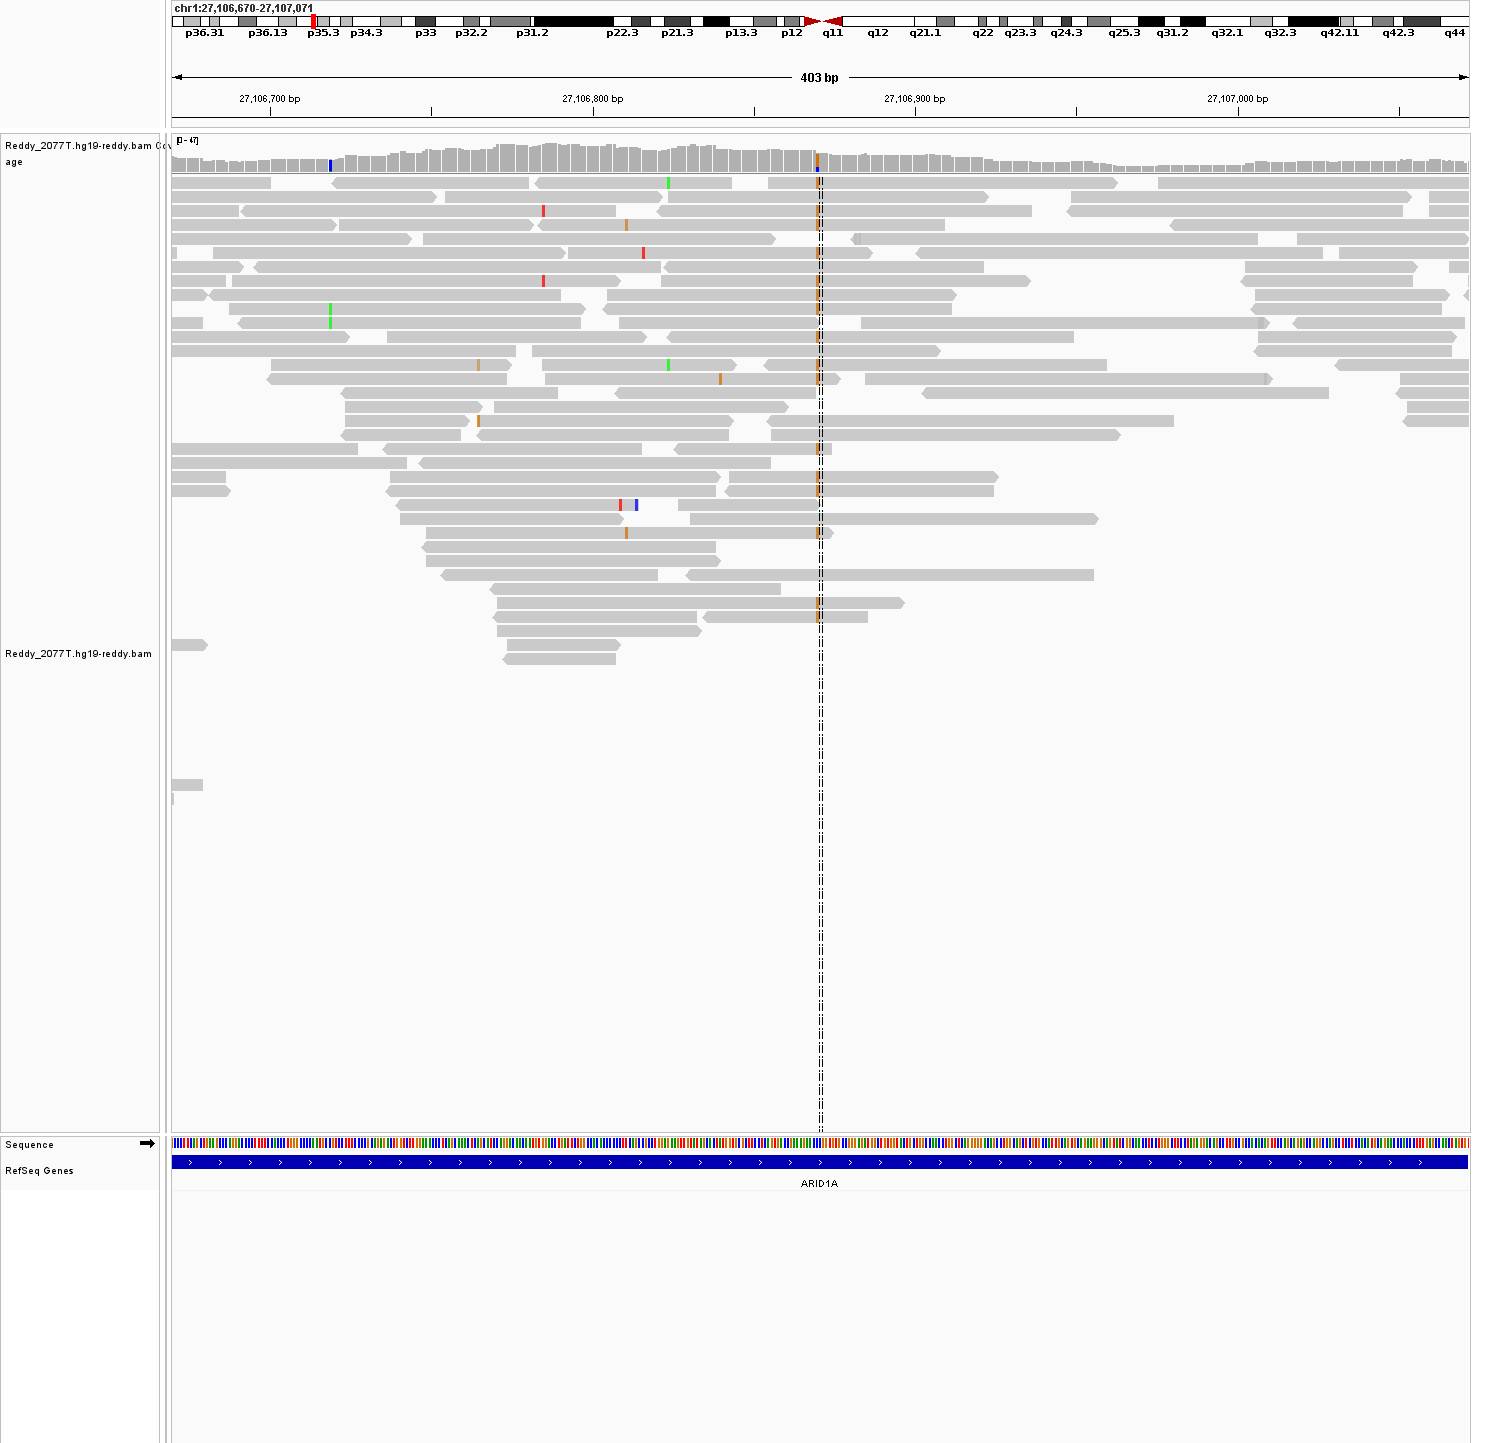 chr1:27,106,670-27,107,071
p36.31 p36.13 p35.3 p34.3 p33 p32.2 p31.2 p22.3 p21.3 p13.3 p12 q11 q12 q21.1 q22 q23.3 q24.3 q25.3 q31.2 q32.1 q32.3 q42.11 q42.3 q44
403 bp
27,106,700 bp 27,106,800 bp 27,106,900 bp 27,107,000 bp
Reddy_2077T.hg19-reddy.bam Cov
age
[0 - 47]
Reddy_2077T.hg19-reddy.bam
Sequence
RefSeq Genes
ARID1A